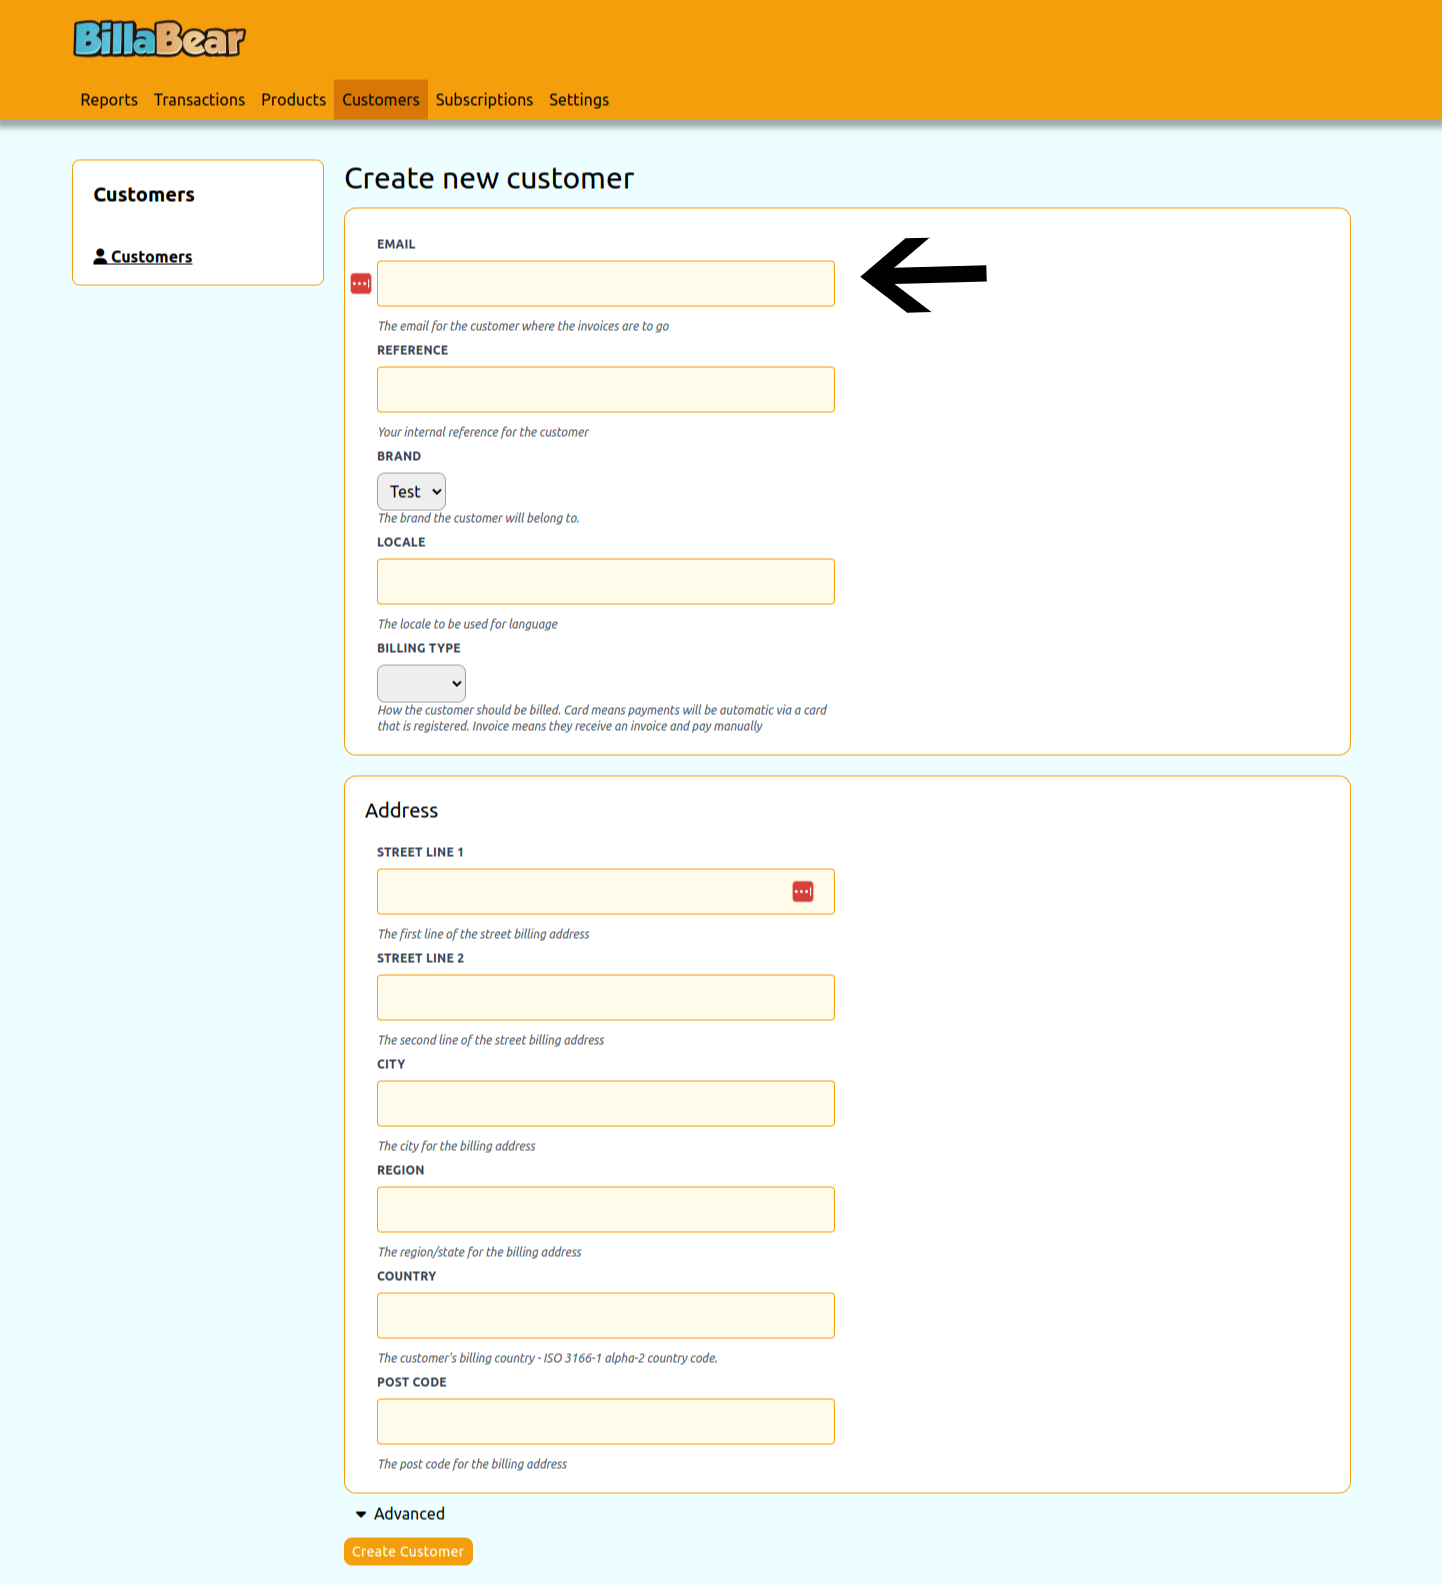 BillaBear
Reports Transactions Products Customers Subscriptions Settings
Customers
Customers
Create new customer
EMAIL
The email for the customer where the invoices are to go
REFERENCE
Your internal reference for the customer
BRAND
Test
The brand the customer will belong to.
LOCALE
The locale to be used for language
BILLING TYPE
How the customer should be billed. Card means payments will be automatic via a card
that is registered. Invoice means they receive an invoice and pay manually
Address
STREET LINE 1
The first line of the street billing address
STREET LINE 2
The second line of the street billing address
CITY
The city for the billing address
REGION
The region/state for the billing address
COUNTRY
The customer's billing country - ISO 3166-1 alpha-2 country code.
POST CODE
The post code for the billing address
Advanced
Create Customer